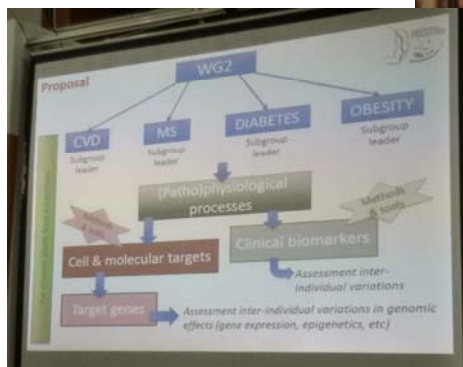 Proposal
WG2
CVD
Subgroup
leader
MS
Subgroup
leader
DIABETES
Subgroup
leader
OBESITY
Subgroup
leader
(Patho)physiological
processes
Methods
& tools
Cell & molecular targets
Clinical biomarkers
Assessment inter-
individual variations
Target genes
Assessment inter-individual variations in genomic
effects (gene expression, epigenetics, etc)